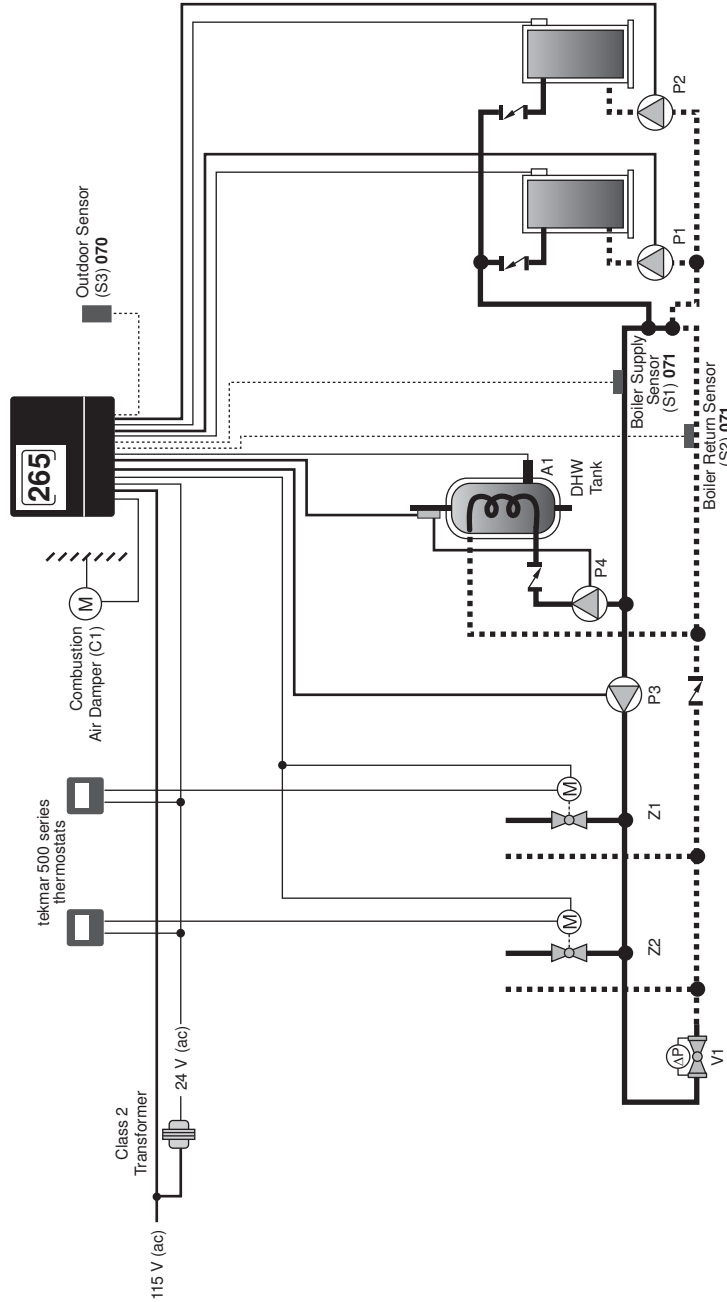 265
Outdoor Sensor
(S3) 070
P2
P1
Boiler Supply
Sensor
(S1) 071
Boiler Return Sensor
(S2) 071
A1
DHW
Tank
P4
P3
Combustion
Air Damper (C1)
M
tekmar 500 series
thermostats
M
Z1
M
Z2
Class 2
Transformer
24 V (ac)
115 V (ac)
ΔP
V1